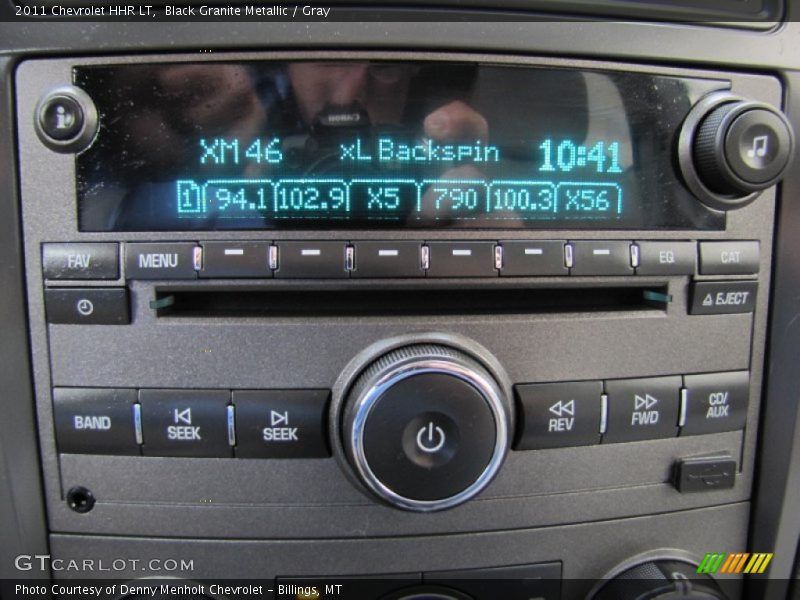 2011 Chevrolet HHR LT,  Black Granite Metallic / Gray
i
XM 46 xL Backspin 10:41
1 94.1 102.9 X5 790 100.3 X56
FAV MENU EQ CAT
EJECT
BAND SEEK SEEK REV FWD CD/AUX
GTCARLOT.COM
Photo Courtesy of Denny Menholt Chevrolet - Billings, MT